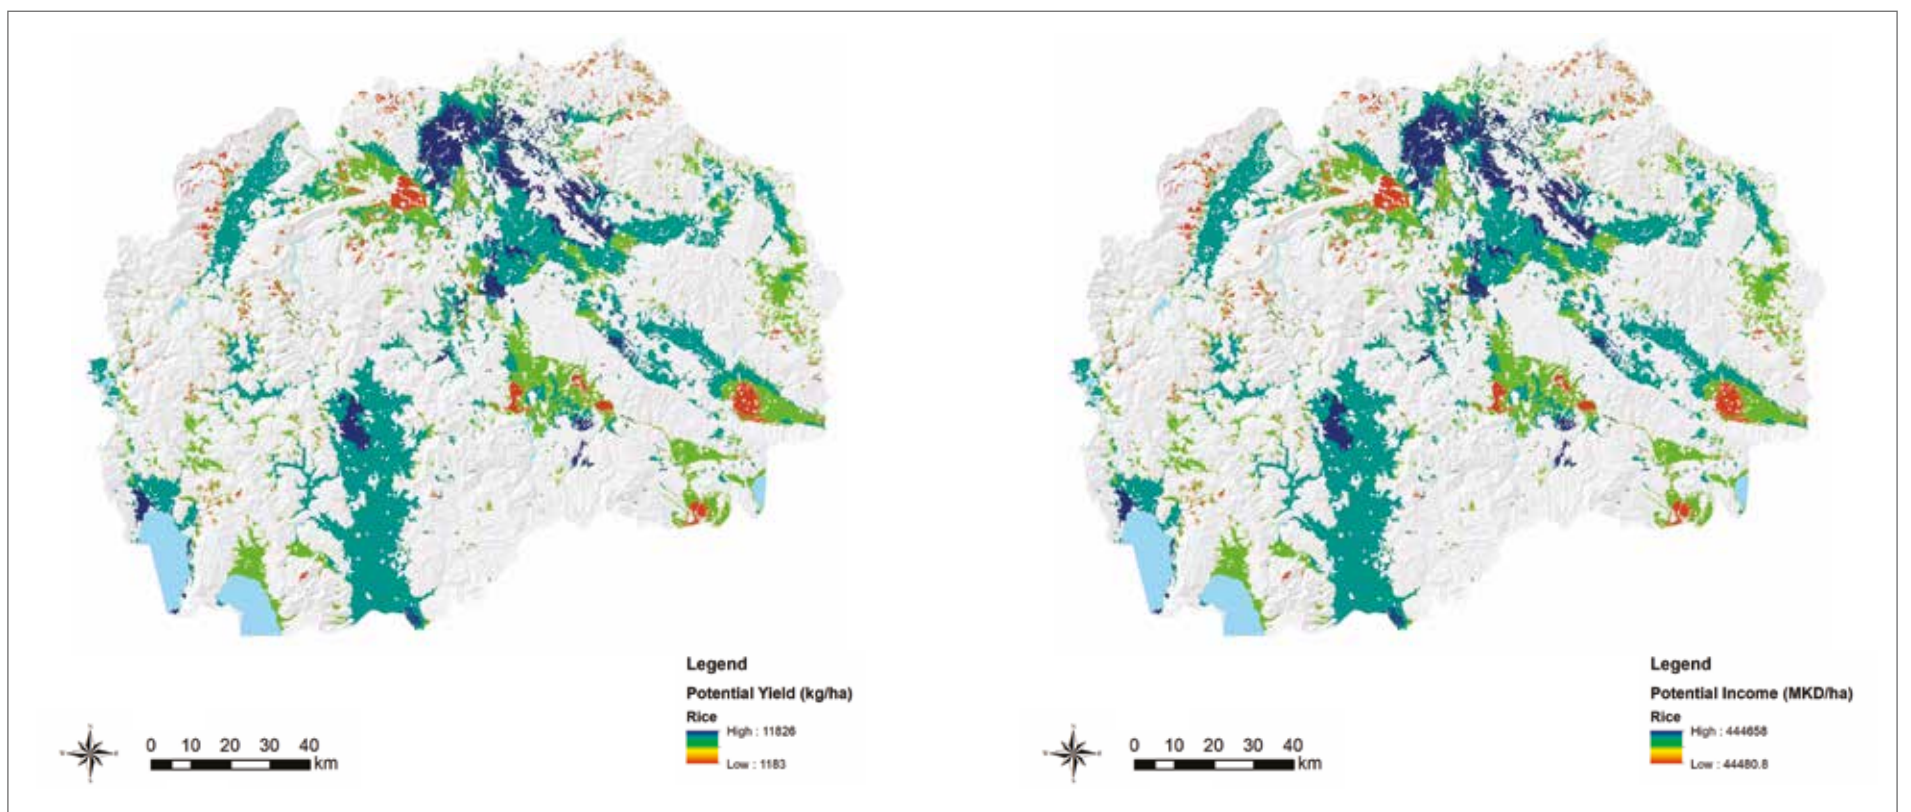 Legend
Potential Yield (kg/ha)
Rice
High : 11826
Low : 1183
0 10 20 30 40
km
Legend
Potential Income (MKD/ha)
Rice
High : 444658
Low : 44480.8
0 10 20 30 40
km